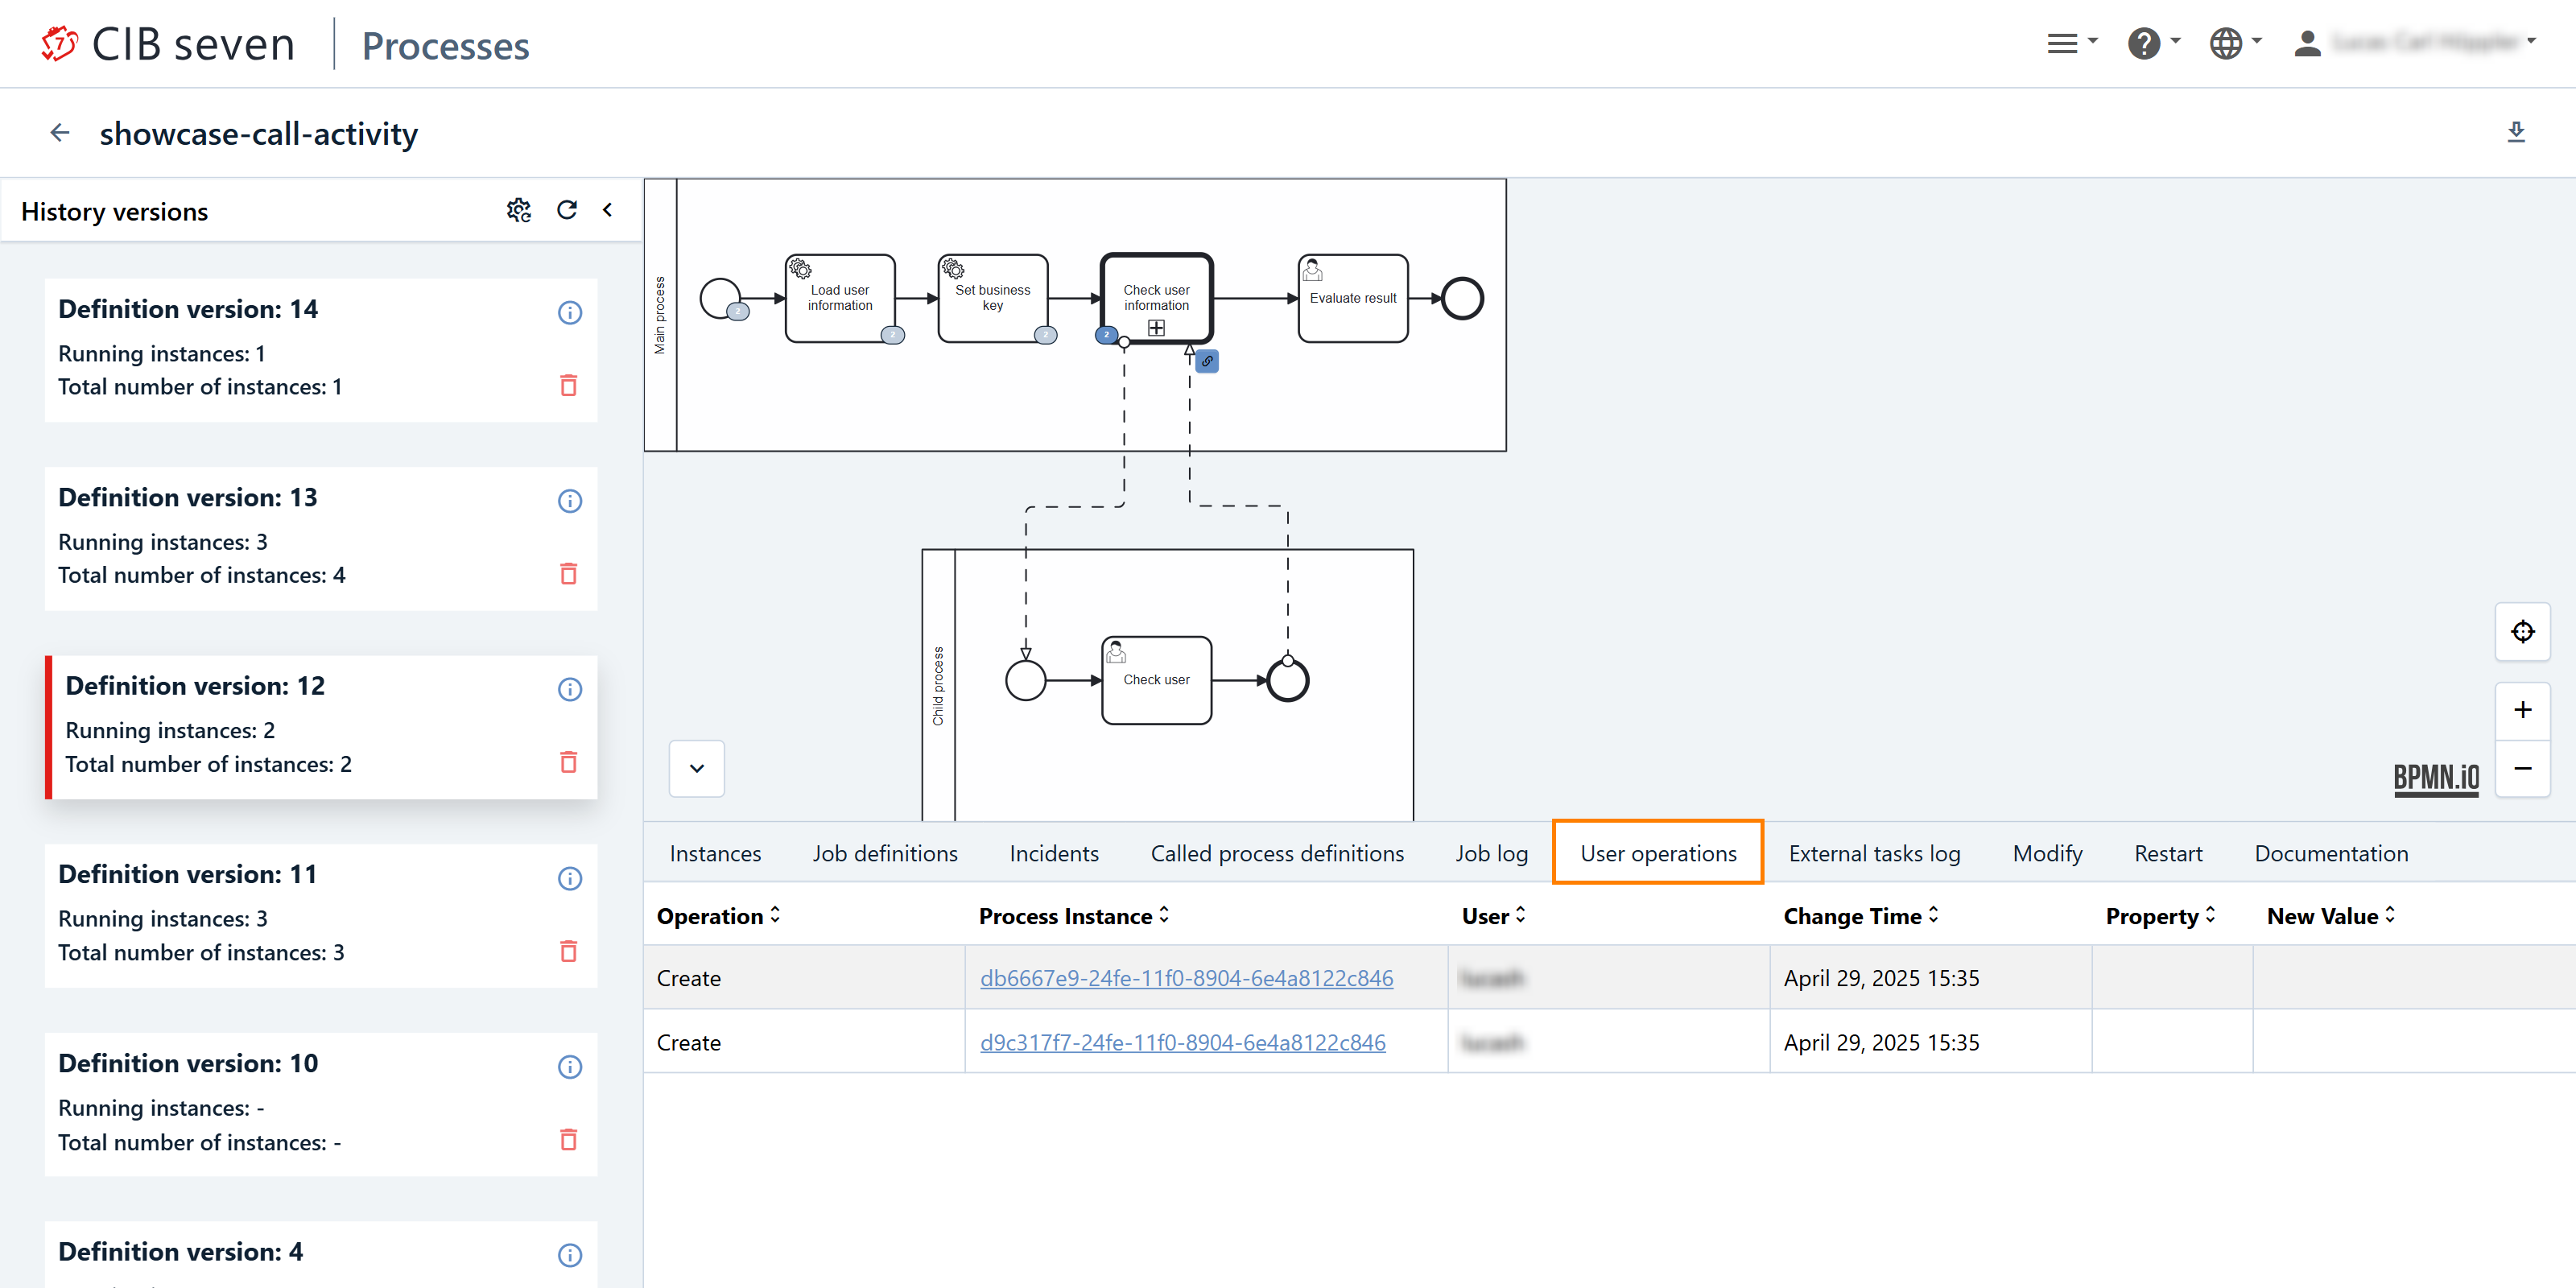 CIB seven
Processes
showcase-call-activity
History versions
Definition version: 14
Running instances: 1
Total number of instances: 1
Definition version: 13
Running instances: 3
Total number of instances: 4
Definition version: 12
Running instances: 2
Total number of instances: 2
Definition version: 11
Running instances: 3
Total number of instances: 3
Definition version: 10
Running instances: -
Total number of instances: -
Definition version: 4
Main process
2
Load user
information
2
Set business
key
2
Check user
information
2
Evaluate result
Child process
Check user
BPMN.iO
Instances
Job definitions
Incidents
Called process definitions
Job log
User operations
External tasks log
Modify
Restart
Documentation
Operation
Process Instance
User
Change Time
Property
New Value
Create
db6667e9-24fe-11f0-8904-6e4a8122c846
April 29, 2025 15:35
Create
d9c317f7-24fe-11f0-8904-6e4a8122c846
April 29, 2025 15:35